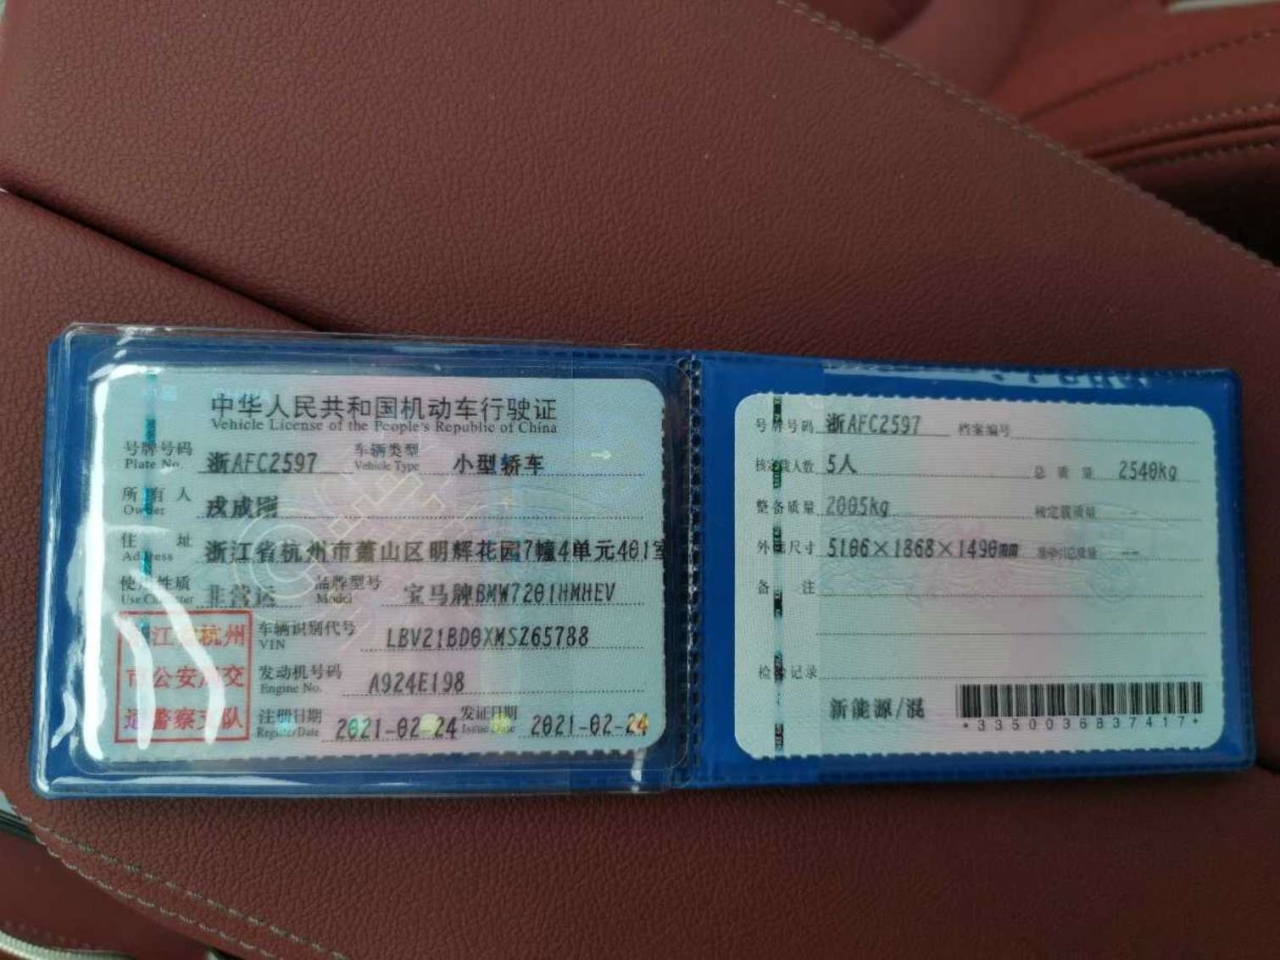 中华人民共和国机动车行驶证
Vehicle License of the People's Republic of China
号牌号码 浙AFC2597 车辆类型 小型轿车
Plate No. Vehicle Type
所有人 戎成刚
Owner
住址 浙江省杭州市萧山区明辉花园7幢4单元401室
Address
使用性质 非营运 品牌型号 宝马牌BMW7201HMHEV
Use Character Model
浙江省杭州
市公安局交
通警察支队
车辆识别代号 LBV21BD0XMSZ65788
VIN
发动机号码 A924E198
Engine No.
注册日期 2021-02-24 发证日期 2021-02-24
Register Date Issue Date
号牌号码 浙AFC2597 档案编号
核定载人数 5人 总质量 2540kg
整备质量 2005kg 核定载质量 --
外廓尺寸 5106×1868×1490mm 准牵引总质量 --
备注
检验记录
新能源/混
*3350036837417*